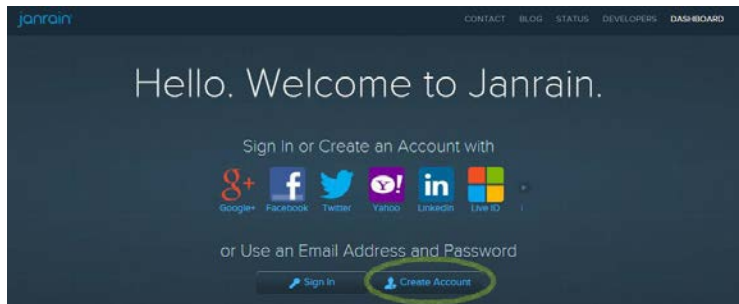 janrain
CONTACT BLOG STATUS DEVELOPERS DASHBOARD
Hello. Welcome to Janrain.
Sign In or Create an Account with
Google+ Facebook Twitter Yahoo LinkedIn Live ID
or Use an Email Address and Password
Sign In Create Account